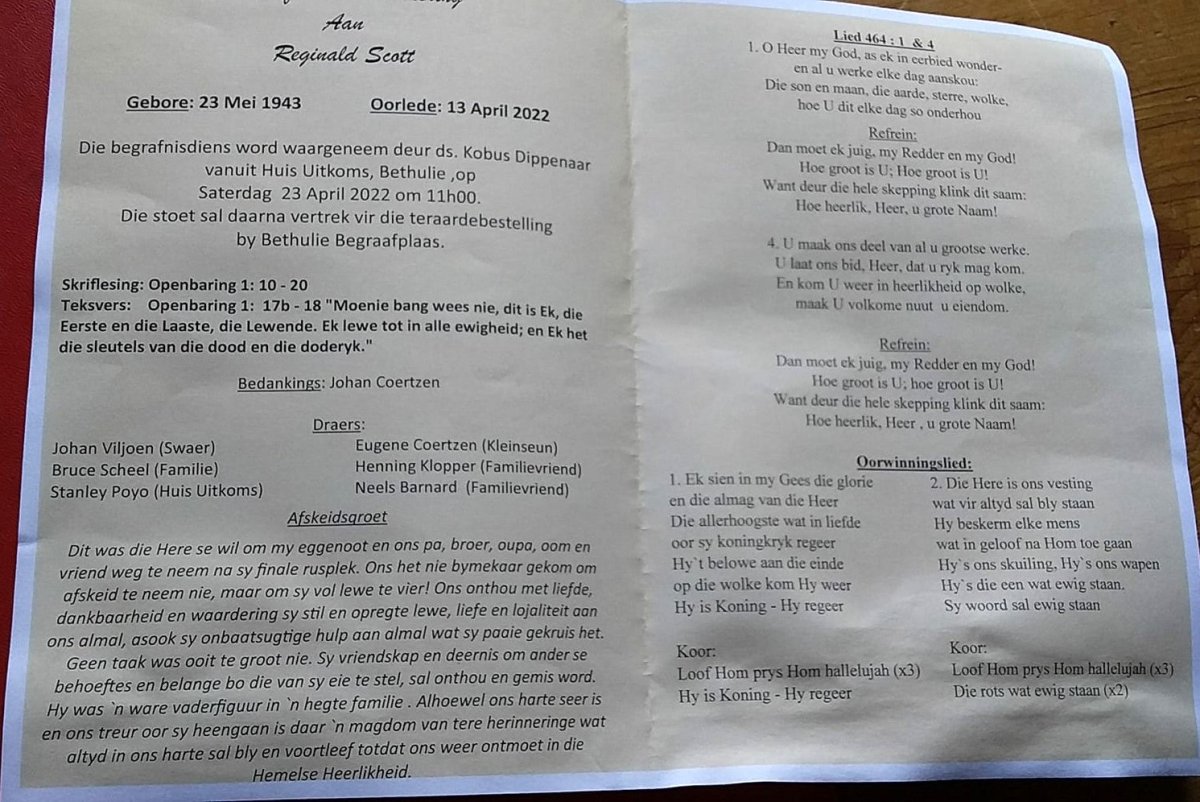 Aan
Reginald Scott
Gebore: 23 Mei 1943 Oorlede: 13 April 2022
Die begrafnisdiens word waargeneem deur ds. Kobus Dippenaar
vanuit Huis Uitkoms, Bethulie ,op
Saterdag 23 April 2022 om 11h00.
Die stoet sal daarna vertrek vir die teraardebestelling
by Bethulie Begraafplaas.
Skriflesing: Openbaring 1: 10 - 20
Teksvers: Openbaring 1: 17b - 18 "Moenie bang wees nie, dit is Ek, die
Eerste en die Laaste, die Lewende. Ek lewe tot in alle ewigheid; en Ek het
die sleutels van die dood en die doderyk."
Bedankings: Johan Coertzen
Draers:
Johan Viljoen (Swaer) Eugene Coertzen (Kleinseun)
Bruce Scheel (Familie) Henning Klopper (Familievriend)
Stanley Poyo (Huis Uitkoms) Neels Barnard (Familievriend)
Afskeidsgroet
Dit was die Here se wil om my eggenoot en ons pa, broer, oupa, oom en
vriend weg te neem na sy finale rusplek. Ons het nie bymekaar gekom om
afskeid te neem nie, maar om sy vol lewe te vier! Ons onthou met liefde,
dankbaarheid en waardering sy stil en opregte lewe, liefe en lojaliteit aan
ons almal, asook sy onbaatsugtige hulp aan almal wat sy paaie gekruis het.
Geen taak was ooit te groot nie. Sy vriendskap en deernis om ander se
behoeftes en belange bo die van sy eie te stel, sal onthou en gemis word.
Hy was `n ware vaderfiguur in `n hegte familie . Alhoewel ons harte seer is
en ons treur oor sy heengaan is daar `n magdom van tere herinneringe wat
altyd in ons harte sal bly en voortleef totdat ons weer ontmoet in die
Hemelse Heerlikheid.
Lied 464 : 1 & 4
1. O Heer my God, as ek in eerbied wonder-
en al u werke elke dag aanskou:
Die son en maan, die aarde, sterre, wolke,
hoe U dit elke dag so onderhou
Refrein:
Dan moet ek juig, my Redder en my God!
Hoe groot is U; Hoe groot is U!
Want deur die hele skepping klink dit saam:
Hoe heerlik, Heer, u grote Naam!
4. U maak ons deel van al u grootse werke.
U laat ons bid, Heer, dat u ryk mag kom.
En kom U weer in heerlikheid op wolke,
maak U volkome nuut u eiendom.
Refrein:
Dan moet ek juig, my Redder en my God!
Hoe groot is U; hoe groot is U!
Want deur die hele skepping klink dit saam:
Hoe heerlik, Heer , u grote Naam!
Oorwinningslied:
1. Ek sien in my Gees die glorie
en die almag van die Heer
Die allerhoogste wat in liefde
oor sy koningkryk regeer
Hy`t belowe aan die einde
op die wolke kom Hy weer
Hy is Koning - Hy regeer
Koor:
Loof Hom prys Hom hallelujah (x3)
Hy is Koning - Hy regeer
2. Die Here is ons vesting
wat vir altyd sal bly staan
Hy beskerm elke mens
wat in geloof na Hom toe gaan
Hy`s ons skuiling, Hy`s ons wapen
Hy`s die een wat ewig staan.
Sy woord sal ewig staan
Koor:
Loof Hom prys Hom hallelujah (x3)
Die rots wat ewig staan (x2)